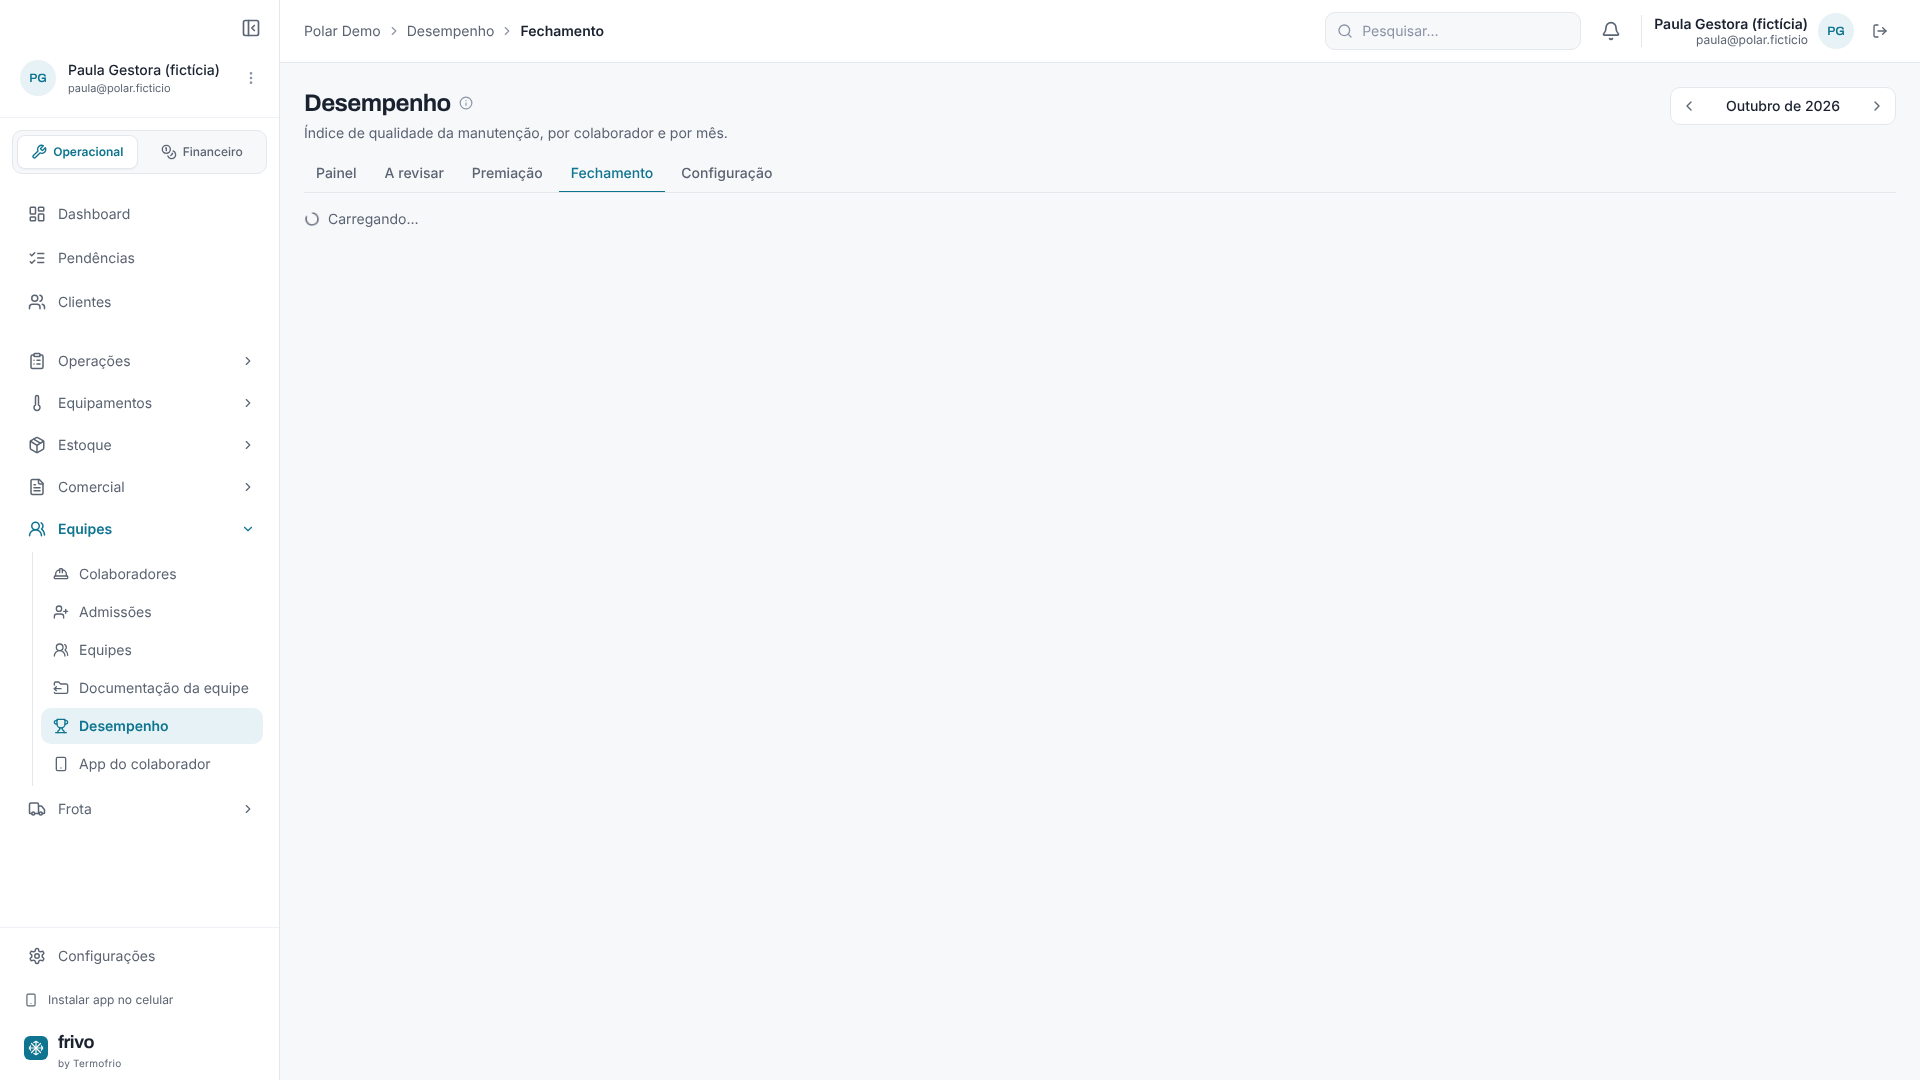 Polar Demo > Desempenho > Fechamento
Pesquisar...
Paula Gestora (fictícia)
paula@polar.ficticio
PG
PG
Paula Gestora (fictícia)
paula@polar.ficticio
Operacional
Financeiro
Dashboard
Pendências
Clientes
Operações
Equipamentos
Estoque
Comercial
Equipes
Colaboradores
Admissões
Equipes
Documentação da equipe
Desempenho
App do colaborador
Frota
Configurações
Instalar app no celular
frivo
by Termofrio
Desempenho
Índice de qualidade da manutenção, por colaborador e por mês.
Outubro de 2026
Painel
A revisar
Premiação
Fechamento
Configuração
Carregando...